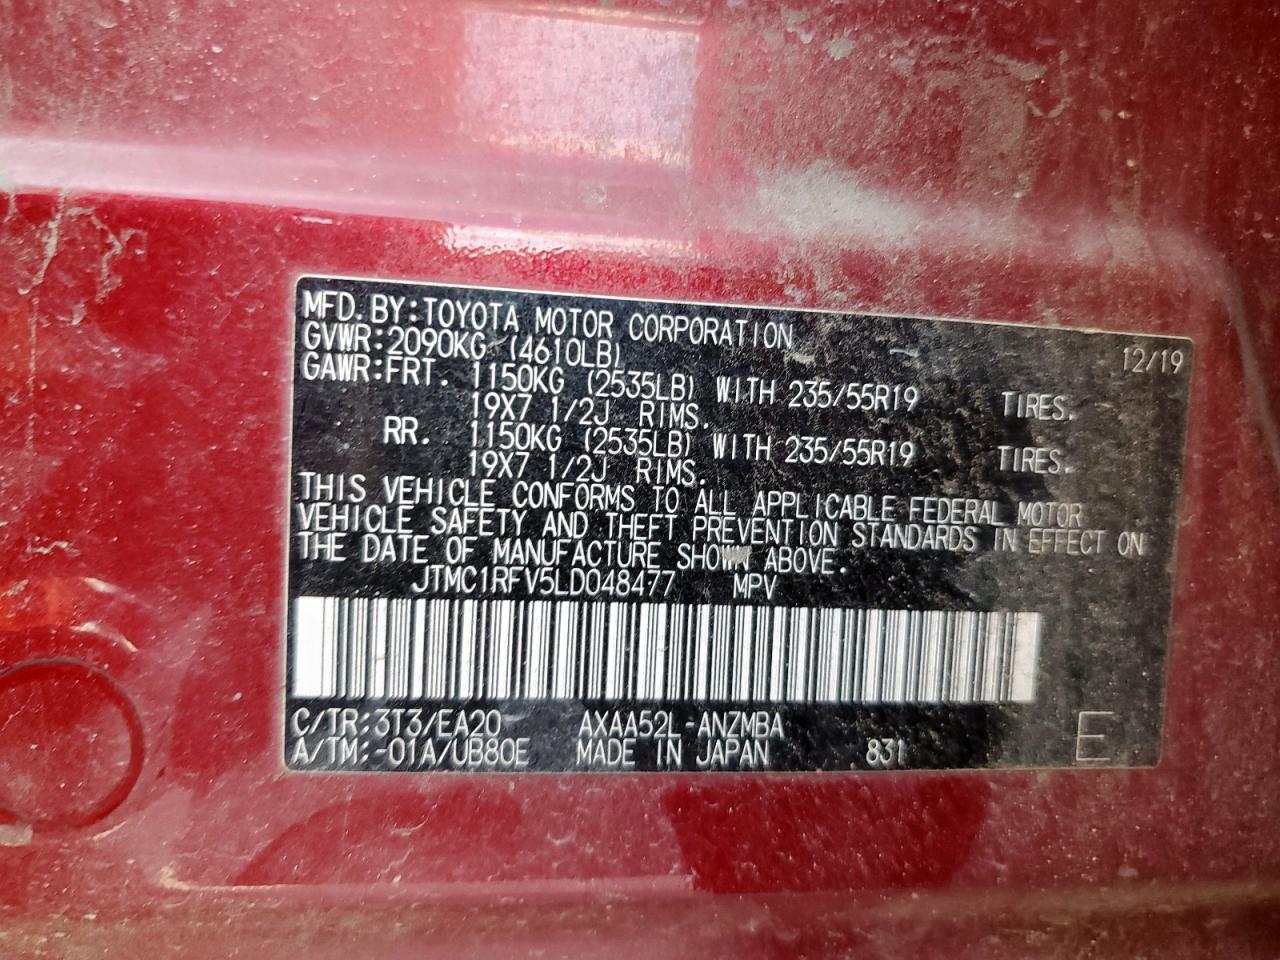 MFD. BY: TOYOTA MOTOR CORPORATION 12/19
GVWR: 2090KG (4610LB)
GAWR: FRT. 1150KG (2535LB) WITH 235/55R19 TIRES.
19X7 1/2J RIMS.
RR. 1150KG (2535LB) WITH 235/55R19 TIRES.
19X7 1/2J RIMS.
THIS VEHICLE CONFORMS TO ALL APPLICABLE FEDERAL MOTOR
VEHICLE SAFETY AND THEFT PREVENTION STANDARDS IN EFFECT ON
THE DATE OF MANUFACTURE SHOWN ABOVE.
JTMC1RFV5LD048477 MPV
C/TR: 3T3/EA20 AXAA52L-ANZMBA
A/TM: -01A/UB80E MADE IN JAPAN 831 E